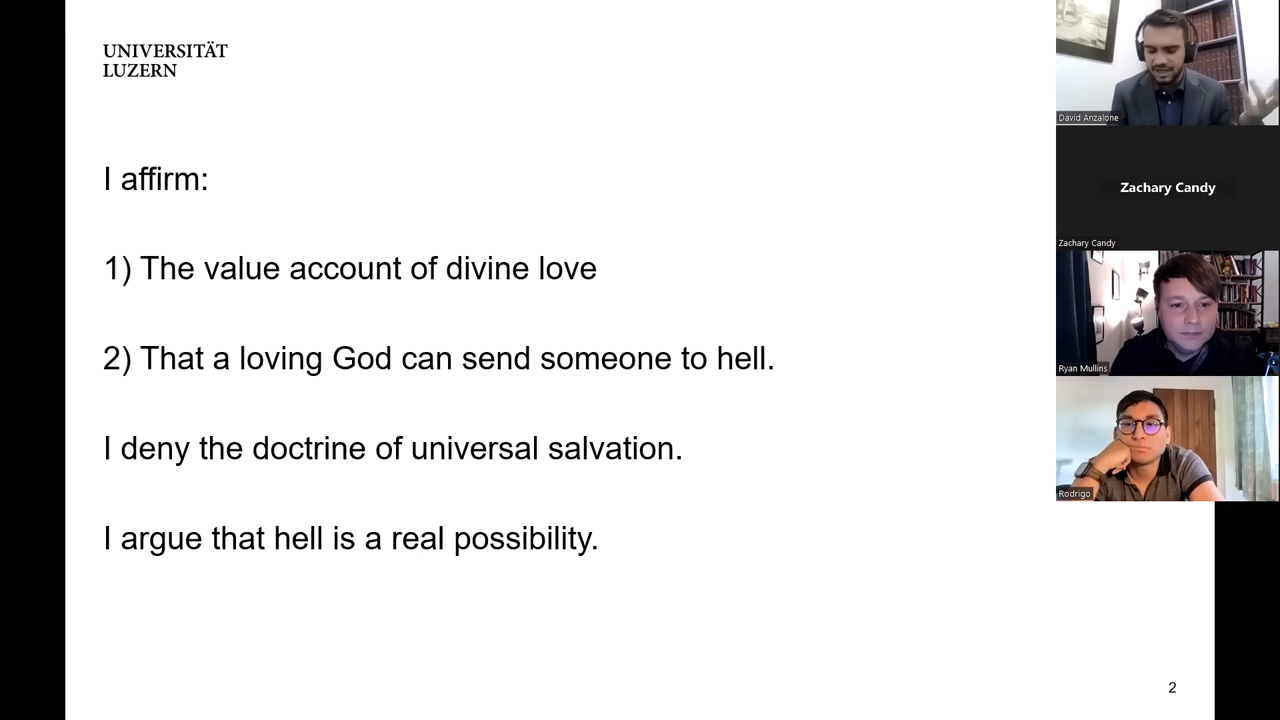 UNIVERSITÄT
LUZERN
I affirm:
1) The value account of divine love
2) That a loving God can send someone to hell.
I deny the doctrine of universal salvation.
I argue that hell is a real possibility.
2
David Anzalone
Zachary Candy
Zachary Candy
Ryan Mullins
Rodrigo